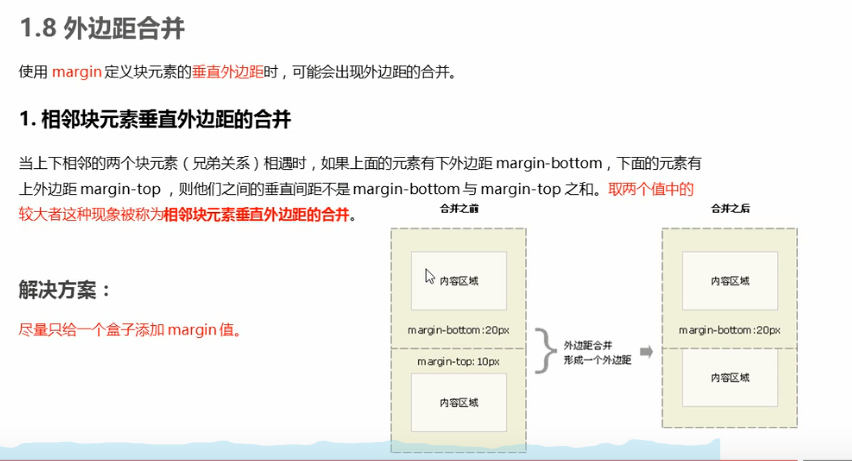 1.8 外边距合并
使用 margin 定义块元素的垂直外边距时，可能会出现外边距的合并。
1. 相邻块元素垂直外边距的合并
当上下相邻的两个块元素（兄弟关系）相遇时，如果上面的元素有下外边距 margin-bottom，下面的元素有
上外边距 margin-top ，则他们之间的垂直间距不是 margin-bottom 与 margin-top 之和。取两个值中的
较大者这种现象被称为相邻块元素垂直外边距的合并。
解决方案：
尽量只给一个盒子添加 margin 值。
合并之前
内容区域
margin-bottom:20px
margin-top:10px
内容区域
外边距合并
形成一个外边距
合并之后
内容区域
margin-bottom:20px
内容区域